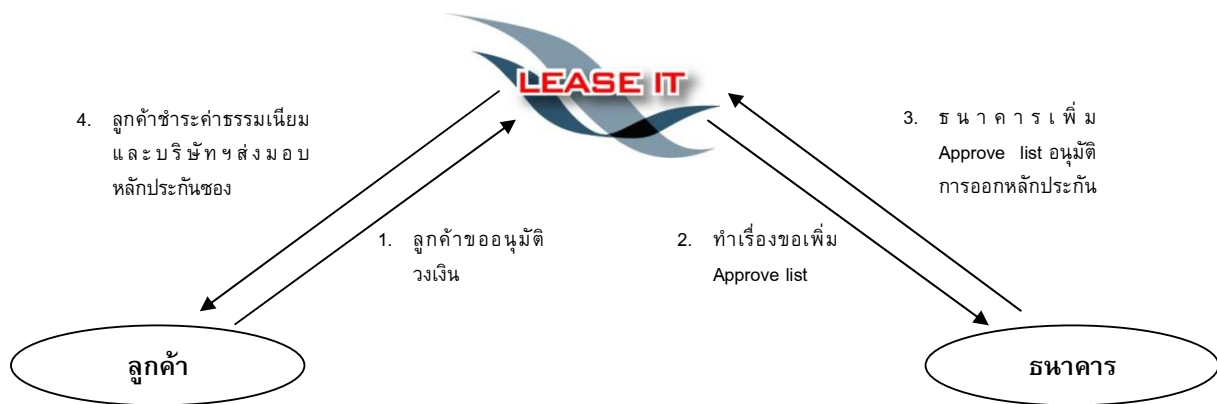 LEASE IT
4. ลูกค้าชำระค่าธรรมเนียม
และบริษัทฯส่งมอบ
หลักประกันซอง
3. ธนาคารเพิ่ม
Approve list อนุมัติ
การออกหลักประกัน
1. ลูกค้าขออนุมัติ
วงเงิน
2. ทำเรื่องขอเพิ่ม
Approve list
ลูกค้า
ธนาคาร